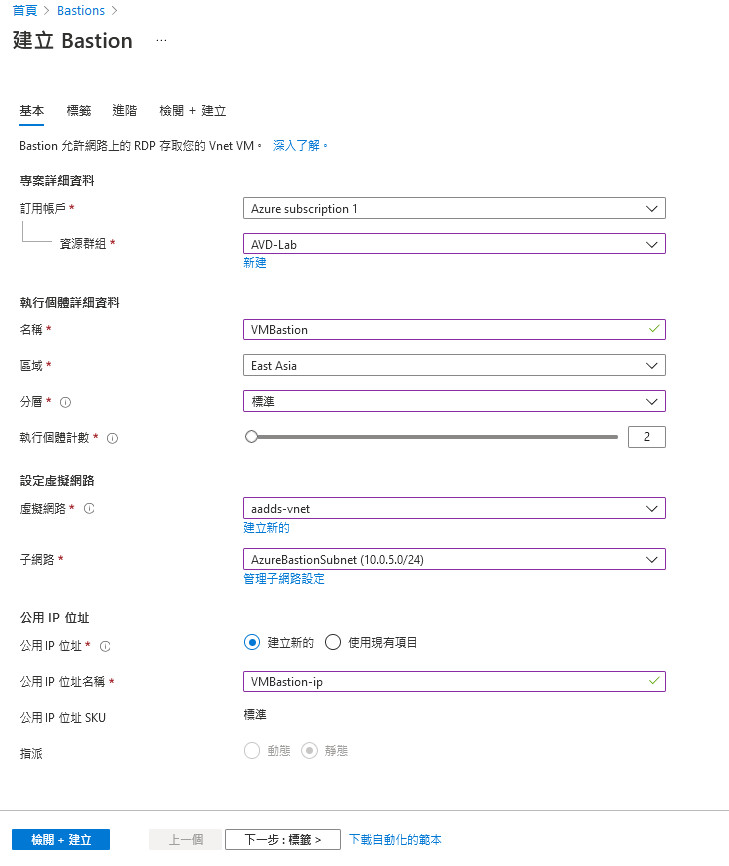 首頁 > Bastions >
建立 Bastion ...
基本 標籤 進階 檢閱 + 建立
Bastion 允許網路上的 RDP 存取您的 Vnet VM。 深入了解。
專案詳細資料
訂用帳戶 * Azure subscription 1
資源群組 * AVD-Lab
新建
執行個體詳細資料
名稱 * VMBastion
區域 * East Asia
分層 * 標準
執行個體計數 * 2
設定虛擬網路
虛擬網路 * aadds-vnet
建立新的
子網路 * AzureBastionSubnet (10.0.5.0/24)
管理子網路設定
公用 IP 位址
公用 IP 位址 * 建立新的 使用現有項目
公用 IP 位址名稱 * VMBastion-ip
公用 IP 位址 SKU 標準
指派 動態 靜態
檢閱 + 建立 上一個 下一步 : 標籤 > 下載自動化的範本